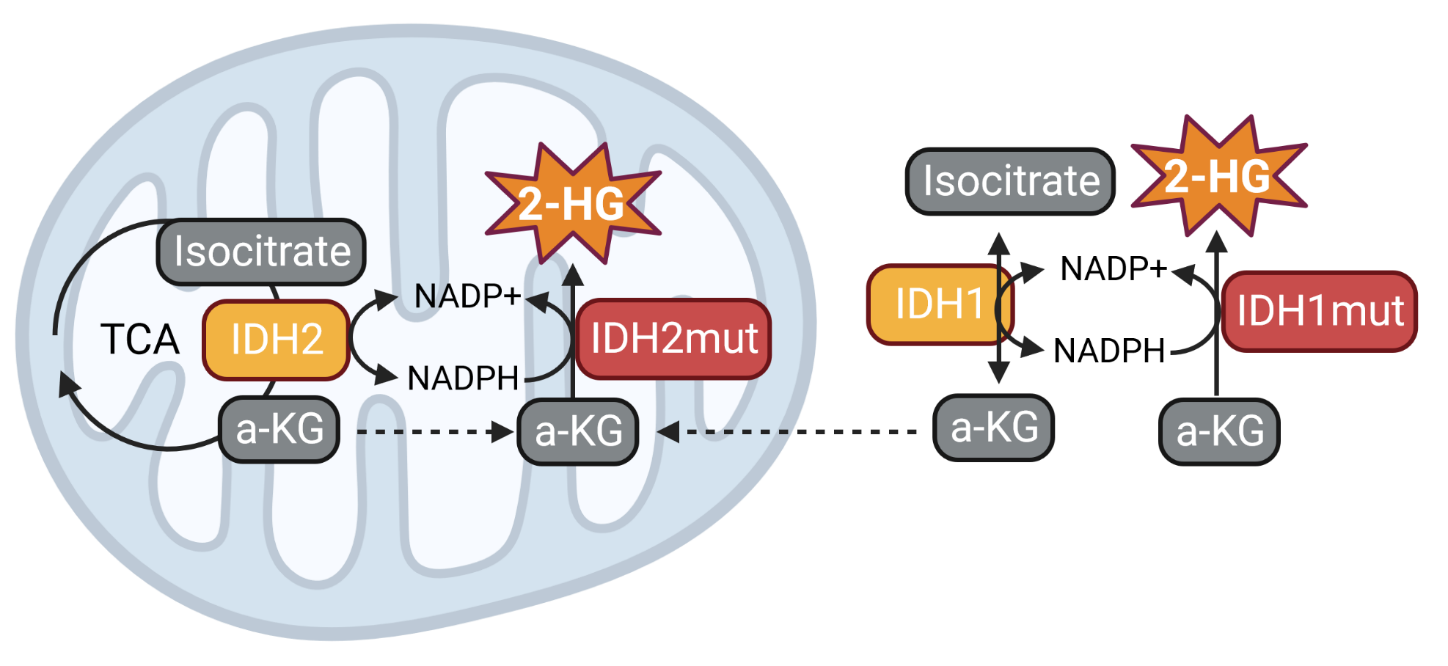 2-HG
Isocitrate
TCA
IDH2
NADP+
NADPH
IDH2mut
a-KG
a-KG
Isocitrate
2-HG
IDH1
NADP+
NADPH
IDH1mut
a-KG
a-KG